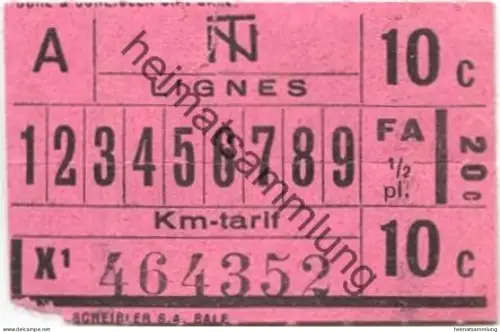 A TN 10 C
LIGNES
1 2 3 4 5 6 7 8 9 FA 1/2 pl. 20 c
Km-tarif 10 C
X¹ 464352
SCHEIBLER S.A. BALE
heimatsammlung